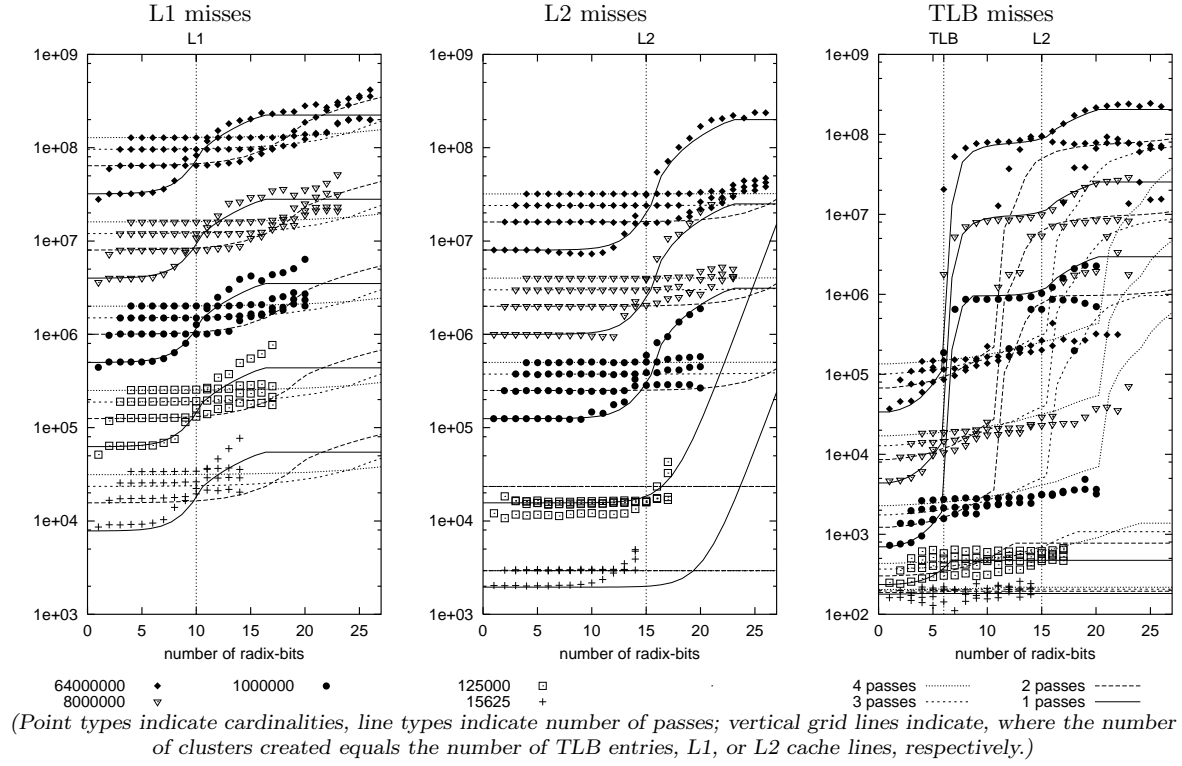 L1 misses
L2 misses
TLB misses
L1
1e+09
1e+08
1e+07
1e+06
1e+05
1e+04
1e+03
0 5 10 15 20 25
number of radix-bits
L2
1e+09
1e+08
1e+07
1e+06
1e+05
1e+04
1e+03
0 5 10 15 20 25
number of radix-bits
TLB L2
1e+09
1e+08
1e+07
1e+06
1e+05
1e+04
1e+03
1e+02
0 5 10 15 20 25
number of radix-bits
64000000
8000000
1000000
125000
15625
4 passes
3 passes
2 passes
1 passes
(Point types indicate cardinalities, line types indicate number of passes; vertical grid lines indicate, where the number
of clusters created equals the number of TLB entries, L1, or L2 cache lines, respectively.)